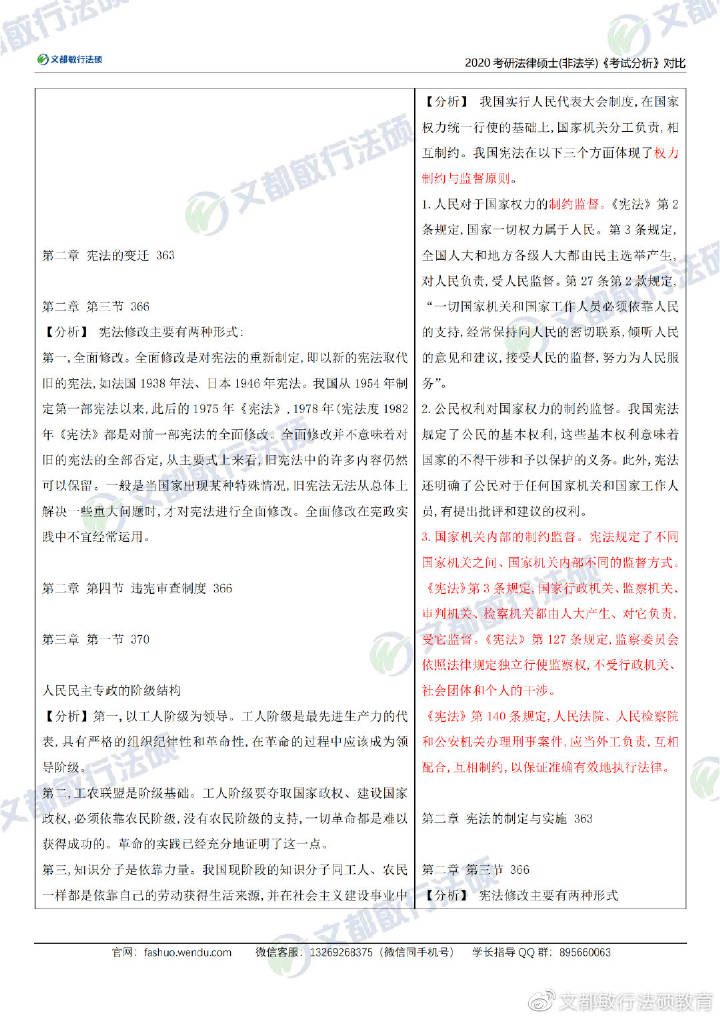 文都敏行法硕
2020考研法律硕士(非法学)《考试分析》对比
第二章 宪法的变迁 363
第二章 第三节 366
【分析】 宪法修改主要有两种形式:
第一,全面修改。全面修改是对宪法的重新制定,即以新的宪法取代
旧的宪法,如法国1938年法、日本1946年宪法。我国从1954年制
定第一部宪法以来,此后的1975年《宪法》,1978年(宪法度1982
年《宪法》都是对前一部宪法的全面修改。全面修改并不意味着对
旧的宪法的全部否定,从主要式上来看,旧宪法中的许多内容仍然
可以保留。一般是当国家出现某种特殊情况,旧宪法无法从总体上
解决一些重大问题时,才对宪法进行全面修改。全面修改在宪政实
践中不宜经常运用。
第二章 第四节 违宪审查制度 366
第三章 第一节 370
人民民主专政的阶级结构
【分析】第一,以工人阶级为领导。工人阶级是最先进生产力的代
表,具有严格的组织纪律性和革命性,在革命的过程中应该成为领
导阶级。
第二,工农联盟是阶级基础。工人阶级要夺取国家政权、建设国家
政权,必须依靠农民阶级,没有农民阶级的支持,一切革命都是难以
获得成功的。革命的实践已经充分地证明了这一点。
第三,知识分子是依靠力量。我国现阶段的知识分子同工人、农民
一样都是依靠自己的劳动获得生活来源,并在社会主义建设事业中
【分析】 我国实行人民代表大会制度,在国家
权力统一行使的基础上,国家机关分工负责,相
互制约。我国宪法在以下三个方面体现了权力
制约与监督原则。
1.人民对于国家权力的制约监督。《宪法》第2
条规定,国家一切权力属于人民。第3条规定,
全国人大和地方各级人大都由民主选举产生,
对人民负责,受人民监督。第27条第2款规定,
“一切国家机关和国家工作人员必须依靠人民
的支持,经常保持同人民的密切联系,倾听人民
的意见和建议,接受人民的监督,努力为人民服
务”。
2.公民权利对国家权力的制约监督。我国宪法
规定了公民的基本权利,这些基本权利意味着
国家的不得干涉和予以保护的义务。此外,宪法
还明确了公民对于任何国家机关和国家工作人
员,有提出批评和建议的权利。
3.国家机关内部的制约监督。宪法规定了不同
国家机关之间、国家机关内部不同的监督方式。
《宪法》第3条规定,国家行政机关、监察机关、
审判机关、检察机关都由人大产生、对它负责,
受它监督。《宪法》第127条规定,监察委员会
依照法律规定独立行使监察权,不受行政机关、
社会团体和个人的干涉。
《宪法》第140条规定,人民法院、人民检察院
和公安机关办理刑事案件,应当外工负责,互相
配合,互相制约,以保证准确有效地执行法律。
第二章 宪法的制定与实施 363
第二章 第三节 366
【分析】 宪法修改主要有两种形式
官网：fashuo.wendu.com 微信客服：13269268375（微信同手机号） 学长指导QQ群：895660063
@文都敏行法硕教育